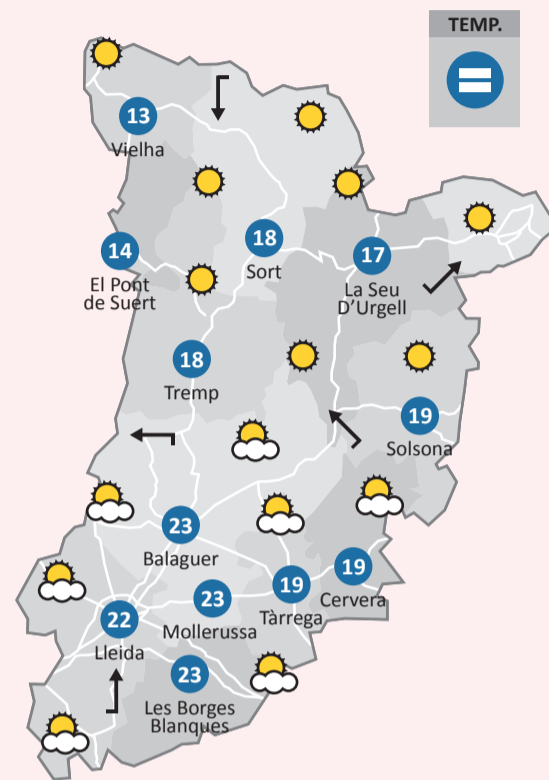 TEMP.
13
Vielha
14
El Pont
de Suert
18
Sort
17
La Seu
D'Urgell
18
Tremp
19
Solsona
23
Balaguer
19
Cervera
19
Tàrrega
23
Mollerussa
22
Lleida
23
Les Borges
Blanques